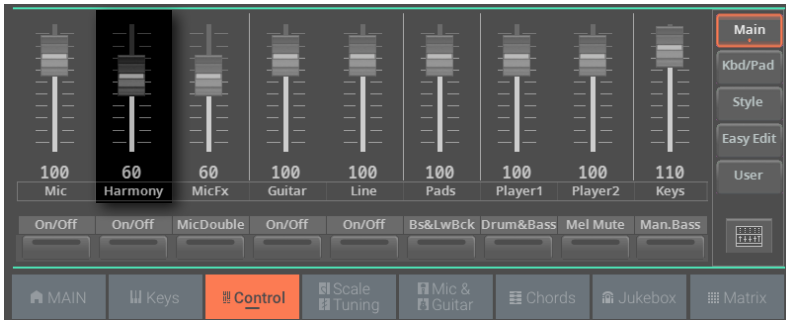 Main
Kbd/Pad
Style
Easy Edit
User
100 60 60 100 100 100 100 100 110
Mic Harmony MicFx Guitar Line Pads Player1 Player2 Keys
On/Off On/Off MicDouble On/Off On/Off Bs&LwBck Drum&Bass Mel Mute Man.Bass
MAIN Keys Control Scale Tuning Mic & Guitar Chords Jukebox Matrix